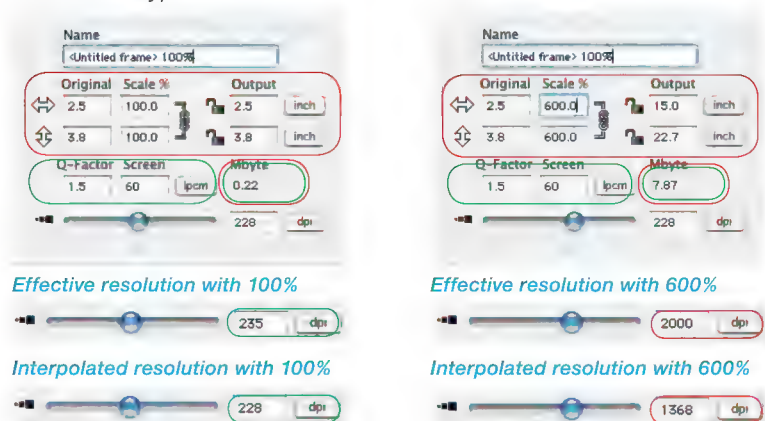 Name
<Untitled frame> 100%
Original Scale % Output
2.5 100.0 2.5 inch
3.8 100.0 3.8 inch
Q-Factor Screen Mbyte
1.5 60 lpcm 0.22
228 dpi
Effective resolution with 100%
235 dpi
Interpolated resolution with 100%
228 dpi
Name
<Untitled frame> 100%
Original Scale % Output
2.5 600.0 15.0 inch
3.8 600.0 22.7 inch
Q-Factor Screen Mbyte
1.5 60 lpcm 7.87
228 dpi
Effective resolution with 600%
2000 dpi
Interpolated resolution with 600%
1368 dpi